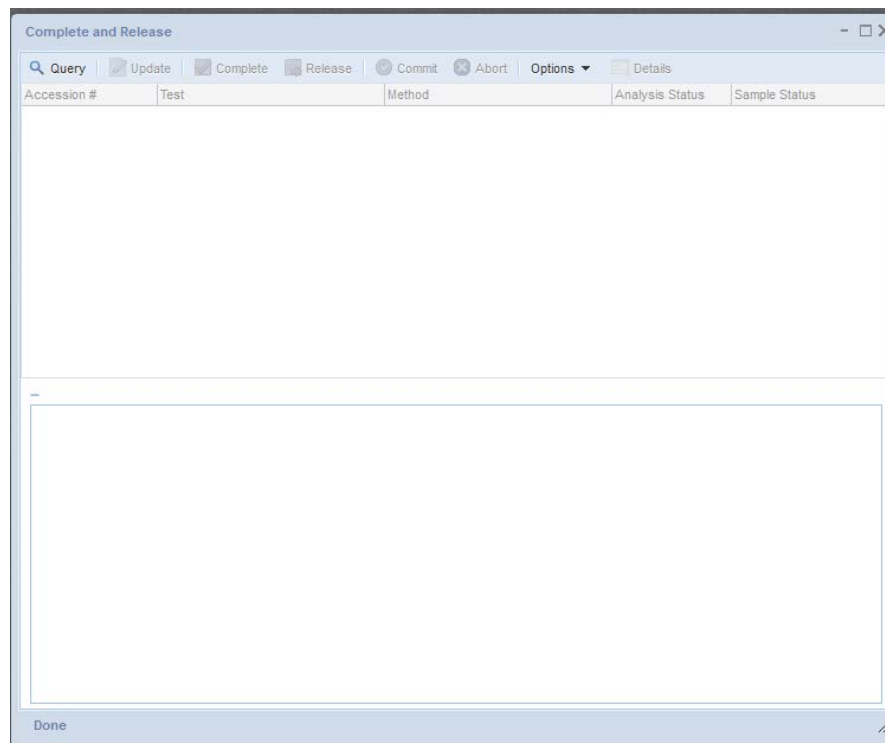 Complete and Release
Query Update Complete Release Commit Abort Options Details
Accession # Test Method Analysis Status Sample Status
Done